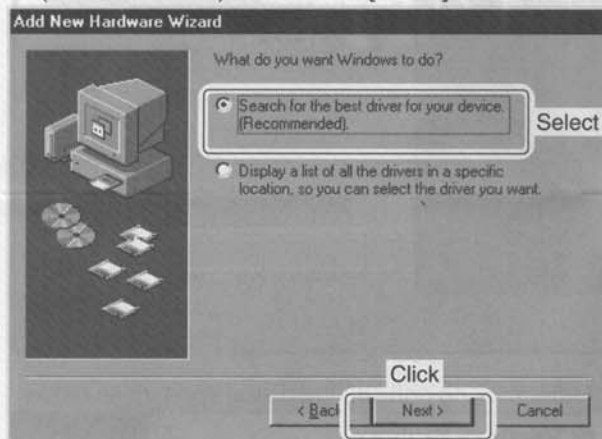 Add New Hardware Wizard
What do you want Windows to do?
Search for the best driver for your device.
(Recommended).
Select
Display a list of all the drivers in a specific
location, so you can select the driver you want.
Click
< Back
Next >
Cancel